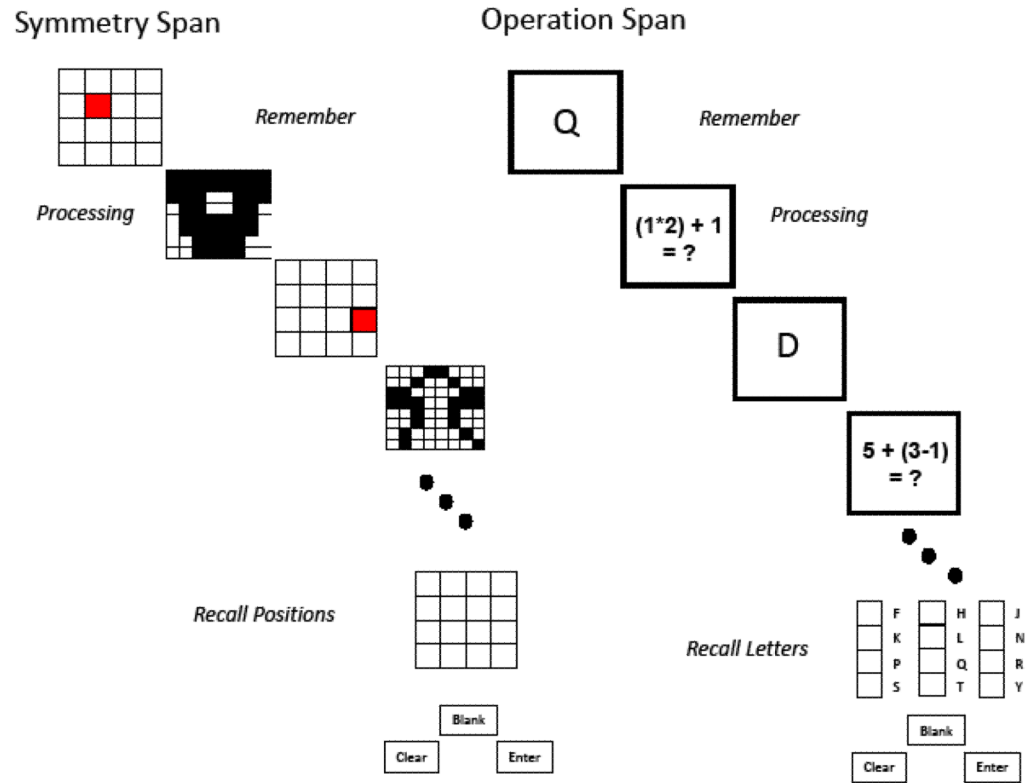 Symmetry Span
Operation Span
Remember
Q
Remember
Processing
(1*2) + 1
= ?
Processing
D
5 + (3-1)
= ?
Recall Positions
Recall Letters
F H J
K L N
P Q R
S T Y
Blank
Clear Enter
Blank
Clear Enter